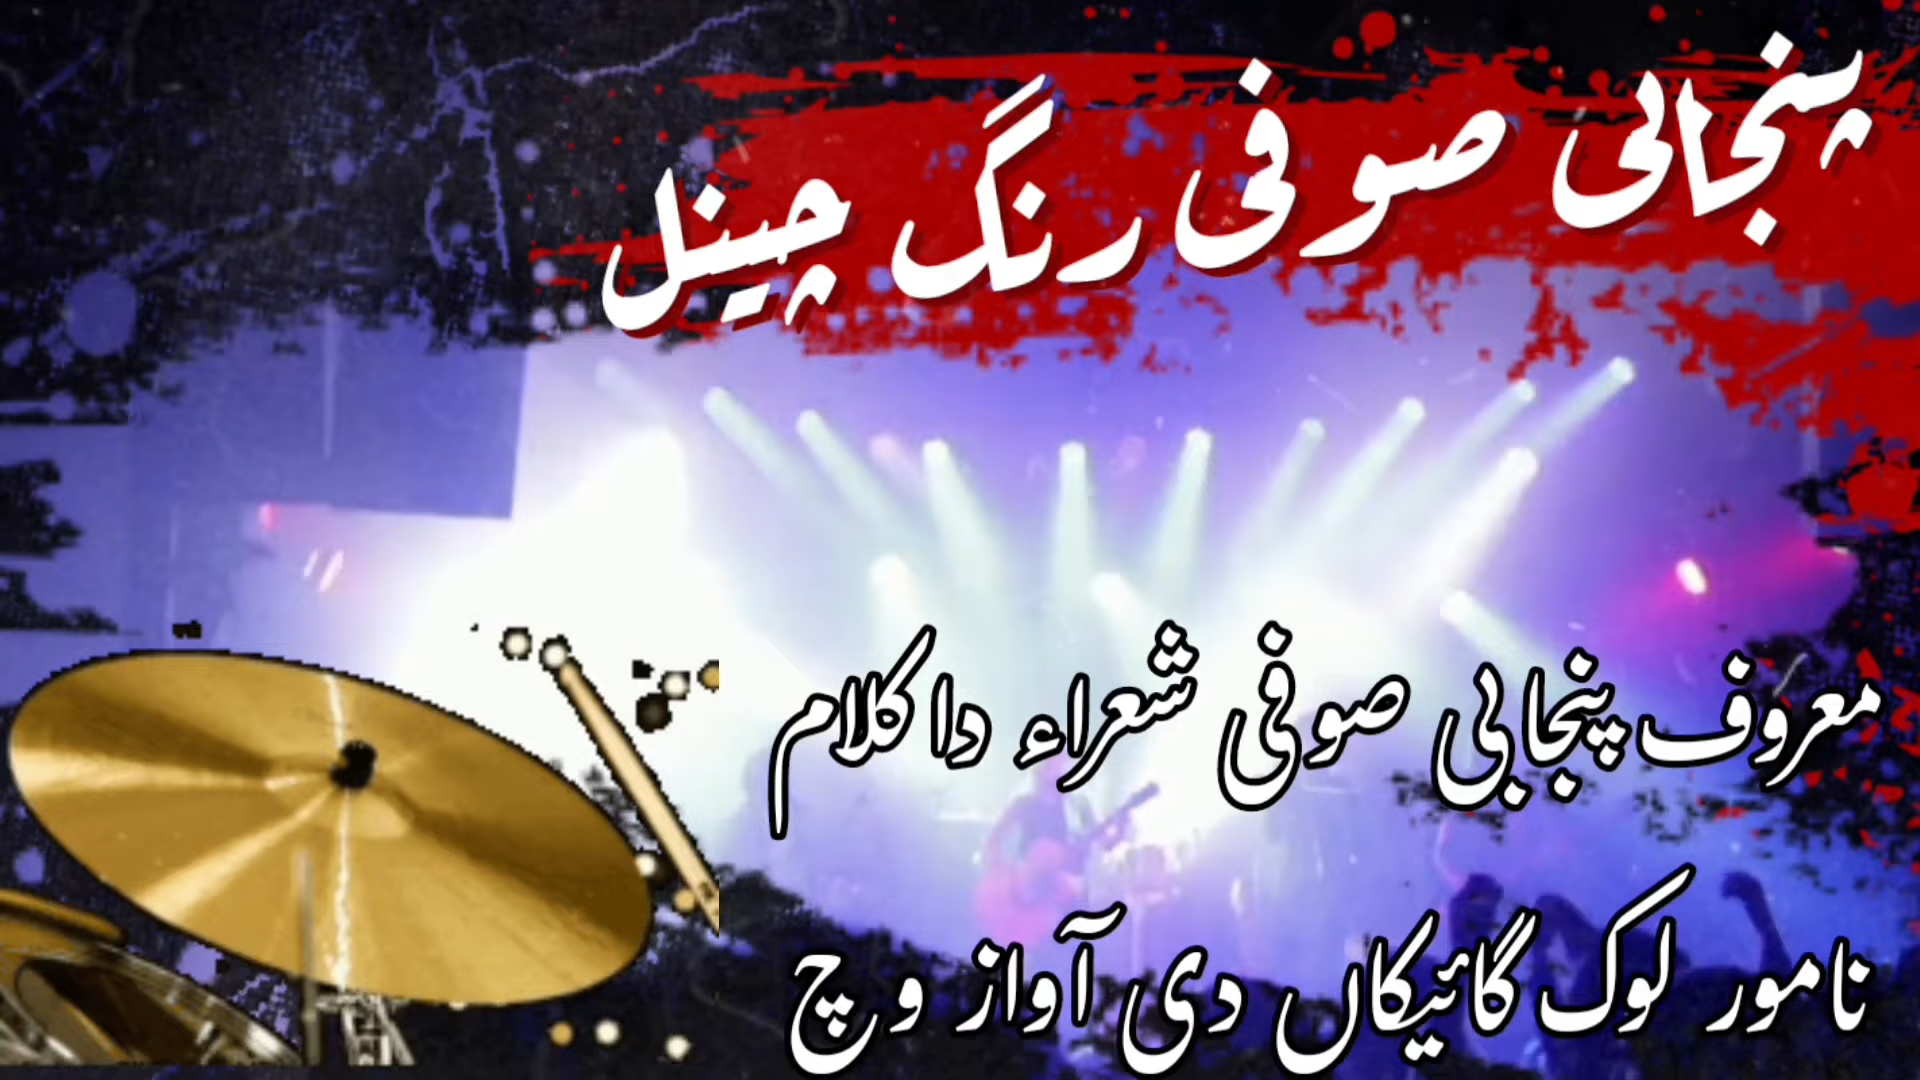 پنجابی صوفی رنگ چینل
معروف پنجابی صوفی شعراء دا کلام
نامور لوک گائیکاں دی آواز وچ